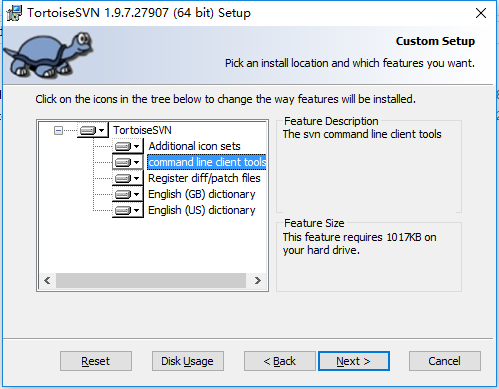 TortoiseSVN 1.9.7.27907 (64 bit) Setup
Custom Setup
Pick an install location and which features you want.
Click on the icons in the tree below to change the way features will be installed.
TortoiseSVN
Additional icon sets
command line client tools
Register diff/patch files
English (GB) dictionary
English (US) dictionary
Feature Description
The svn command line client tools
Feature Size
This feature requires 1017KB on
your hard drive.
Reset
Disk Usage
< Back
Next >
Cancel